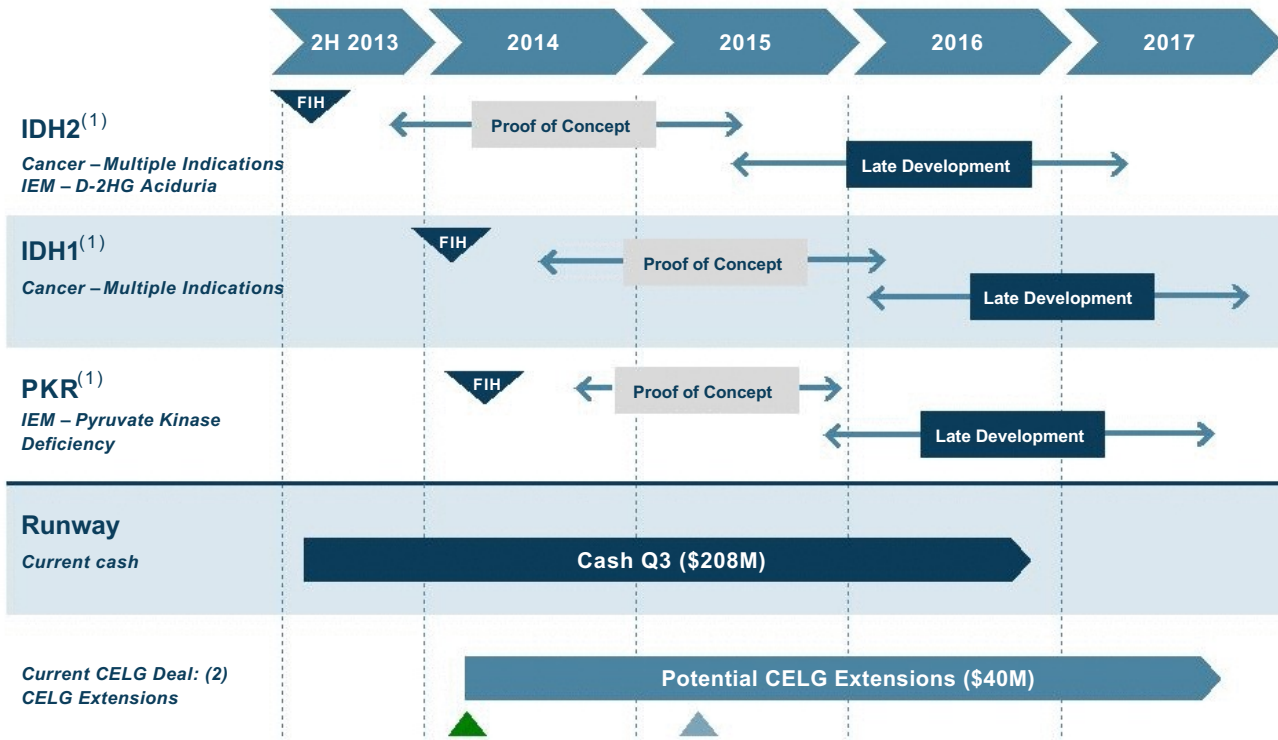 2H 2013
2014
2015
2016
2017
FIH
IDH2(1)
Proof of Concept
Cancer – Multiple Indications
IEM – D-2HG Aciduria
Late Development
FIH
IDH1(1)
Proof of Concept
Cancer – Multiple Indications
Late Development
FIH
PKR(1)
Proof of Concept
IEM – Pyruvate Kinase
Deficiency
Late Development
Runway
Current cash
Cash Q3 ($208M)
Current CELG Deal: (2)
CELG Extensions
Potential CELG Extensions ($40M)